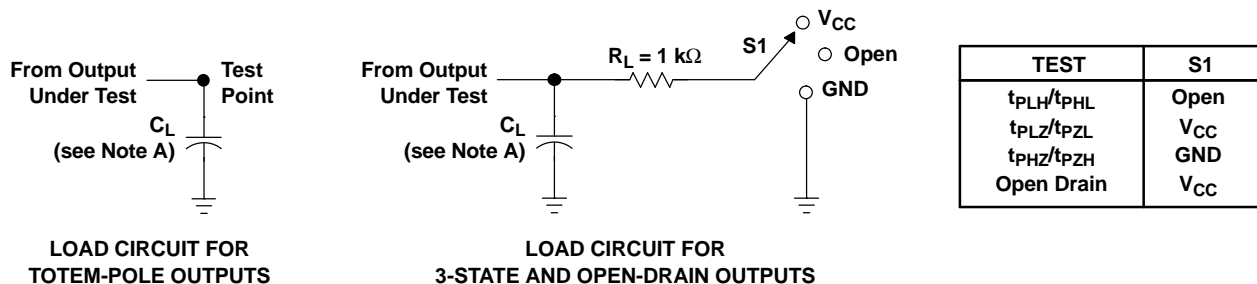 From Output
Under Test
Test
Point
C_L
(see Note A)
LOAD CIRCUIT FOR
TOTEM-POLE OUTPUTS
From Output
Under Test
C_L
(see Note A)
R_L = 1 kΩ
S1
V_CC
Open
GND
LOAD CIRCUIT FOR
3-STATE AND OPEN-DRAIN OUTPUTS
TEST S1
t_PLH/t_PHL Open
t_PLZ/t_PZL V_CC
t_PHZ/t_PZH GND
Open Drain V_CC